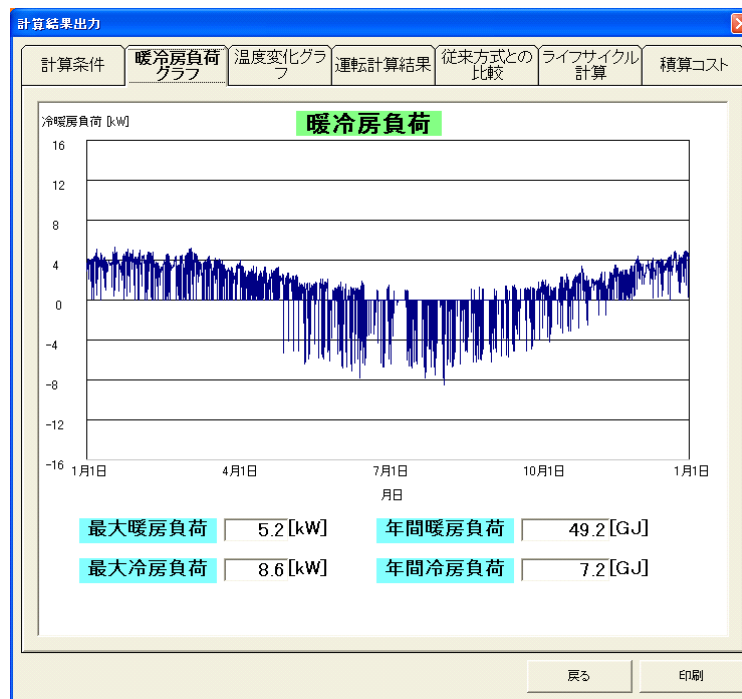 計算結果出力
計算条件
暖冷房負荷
グラフ
温度変化グラ
フ
運転計算結果
従来方式との
比較
ライフサイクル
計算
積算コスト
冷暖房負荷 [kW]
暖冷房負荷
16
12
8
4
0
-4
-8
-12
-16
1月1日
4月1日
7月1日
10月1日
1月1日
月日
最大暖房負荷 5.2 [kW] 年間暖房負荷 49.2 [GJ]
最大冷房負荷 8.6 [kW] 年間冷房負荷 7.2 [GJ]
戻る
印刷